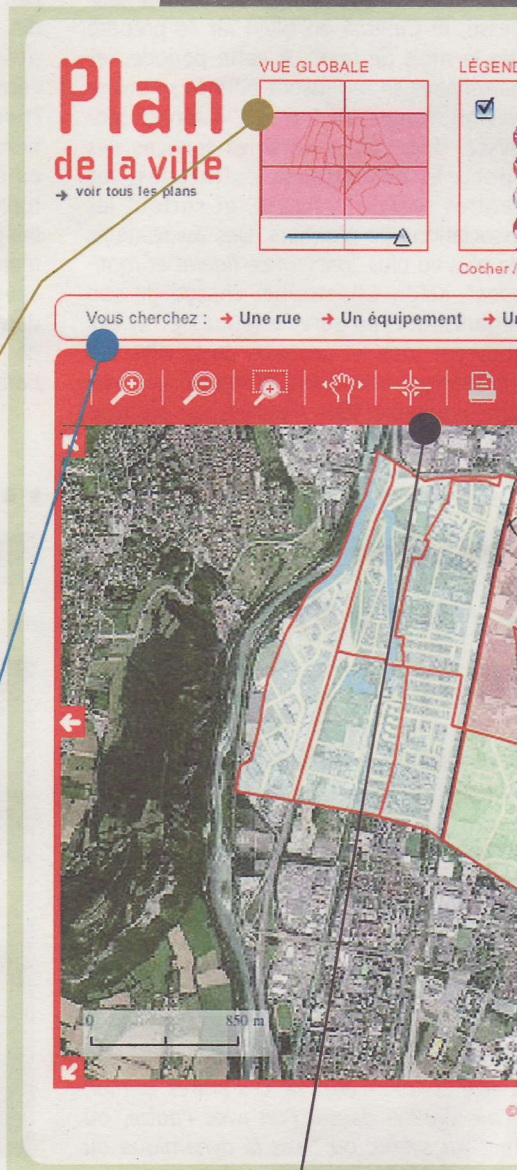 Plan
de la ville
→ voir tous les plans
VUE GLOBALE
LÉGEND
Cocher /
Vous cherchez : → Une rue → Un équipement → Un
0
850 m
©